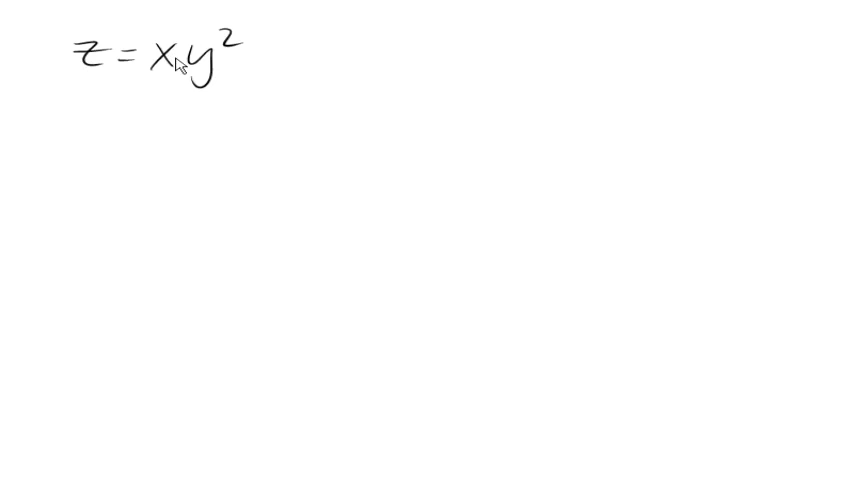 z = xy²